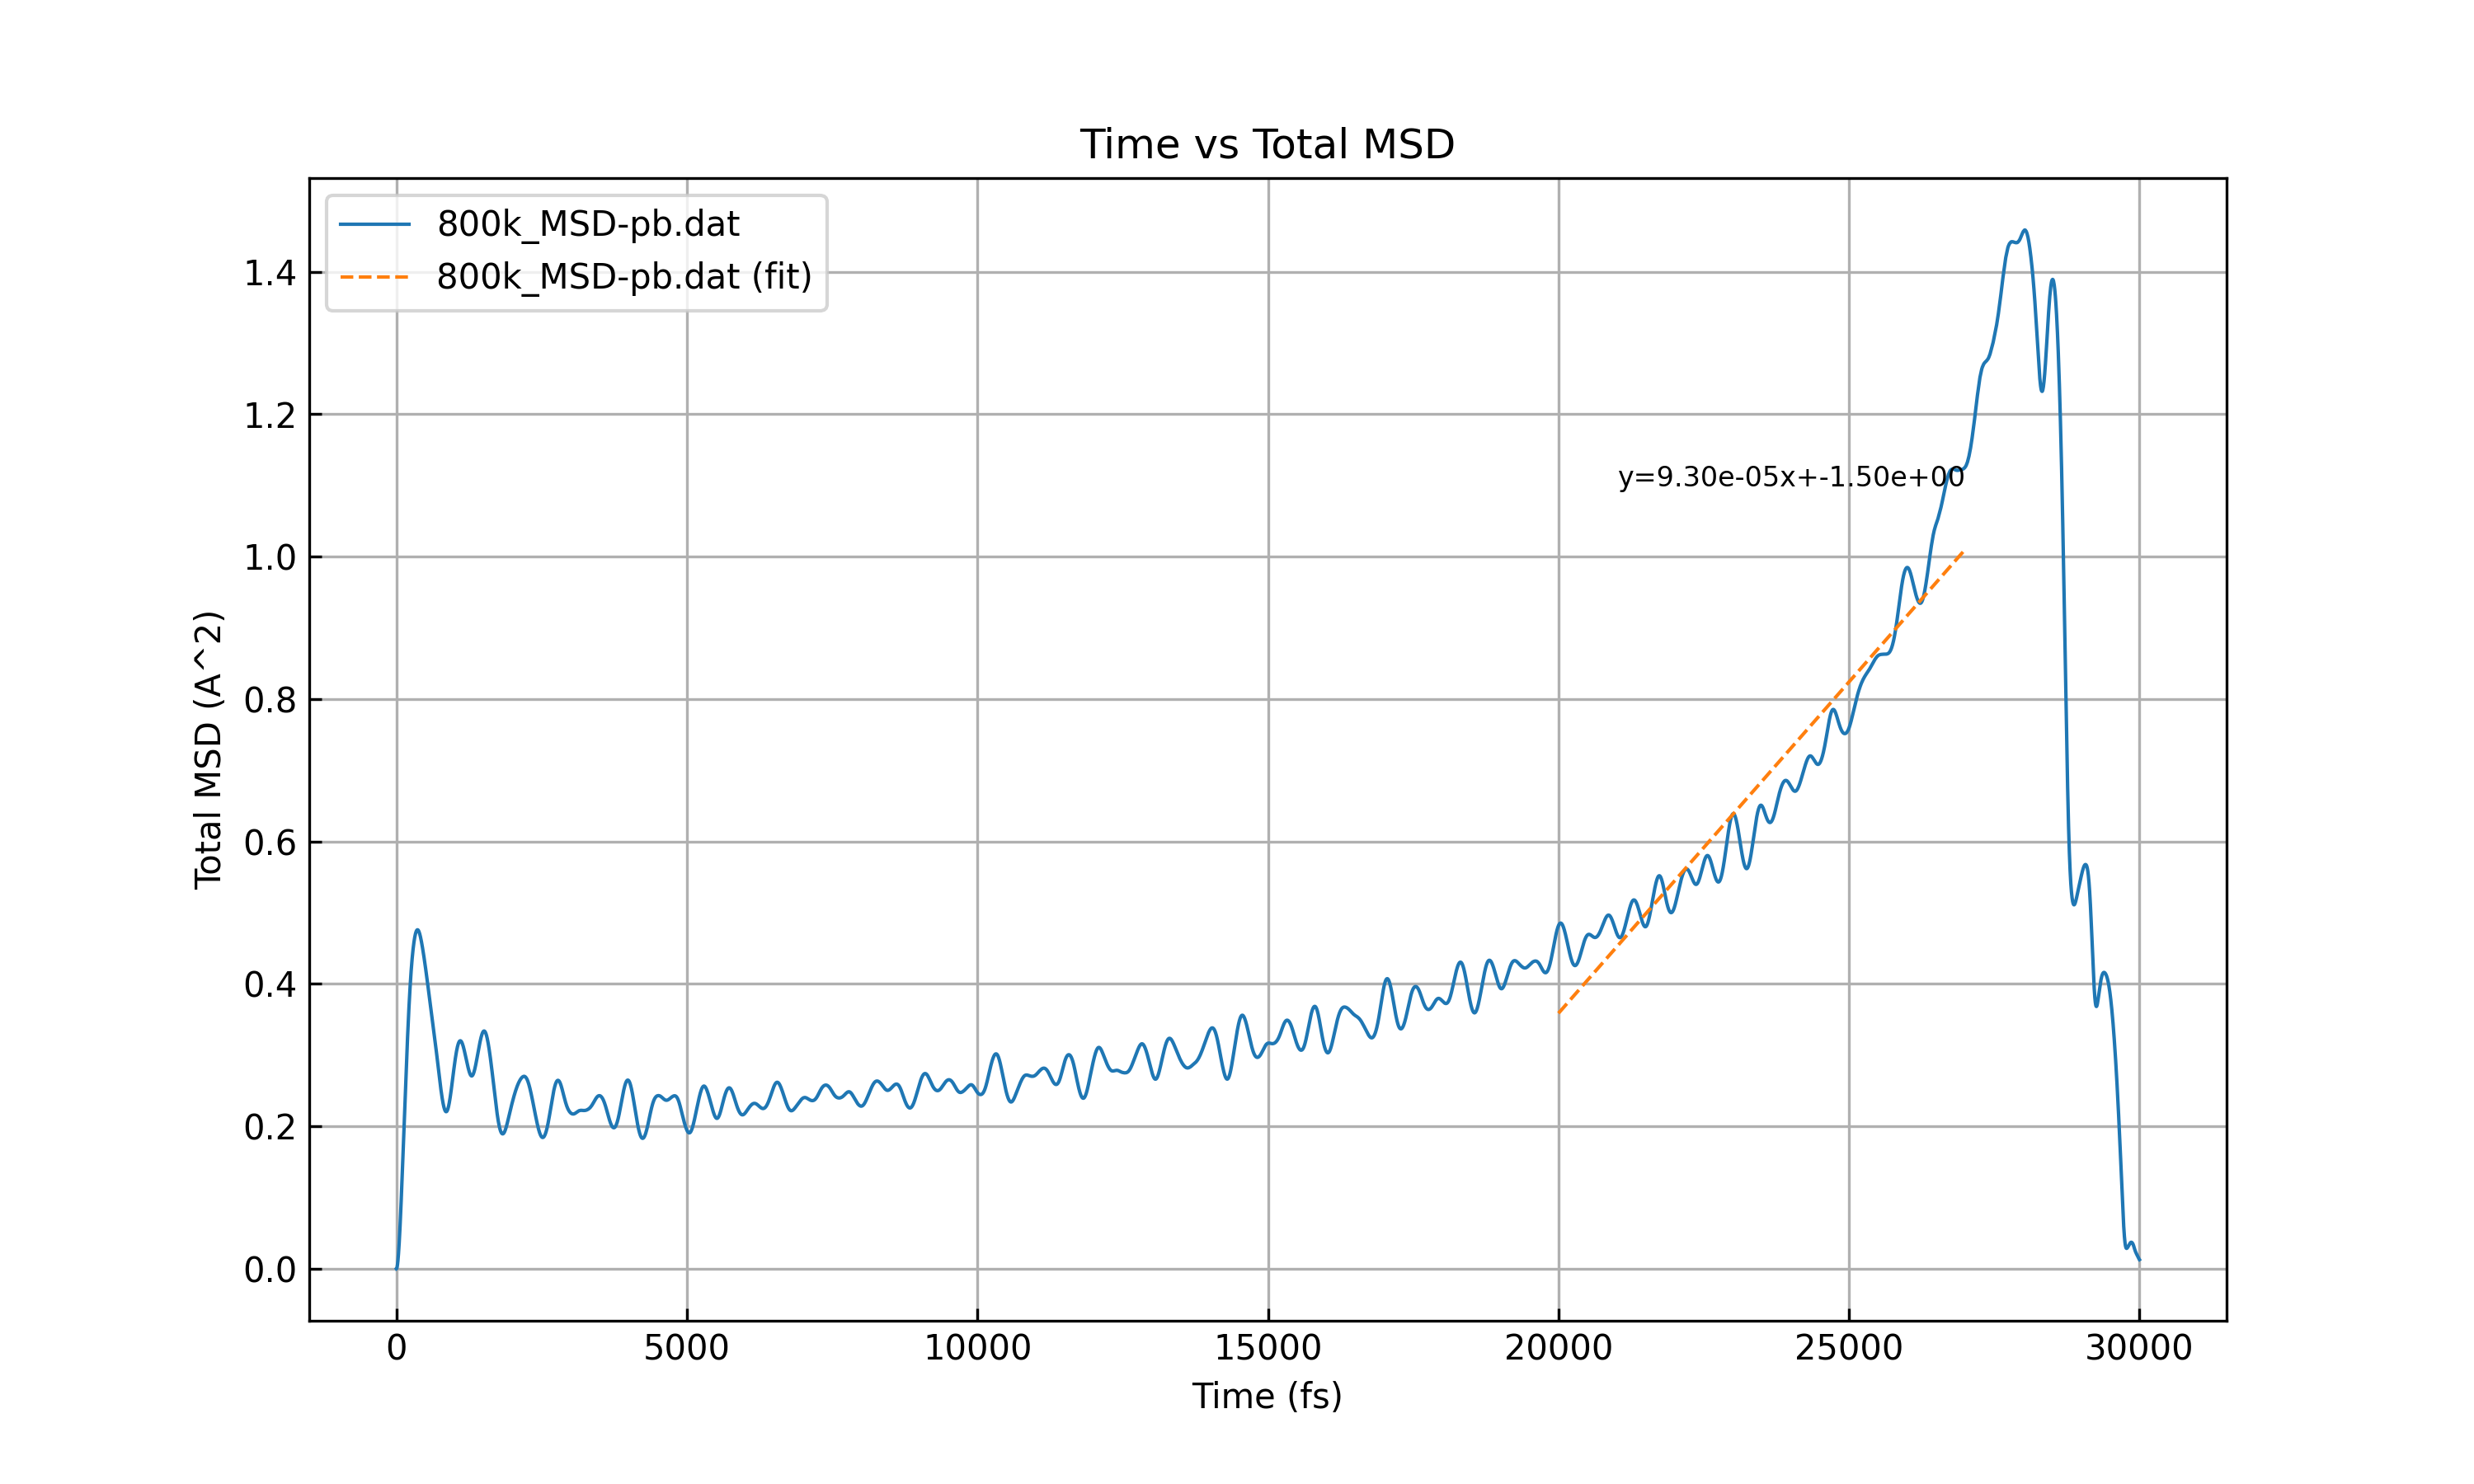 Time vs Total MSD
800k_MSD-pb.dat
800k_MSD-pb.dat (fit)
1.4
1.2
1.0
0.8
0.6
0.4
0.2
0.0
Total MSD (A^2)
y=9.30e-05x+-1.50e+00
0 5000 10000 15000 20000 25000 30000
Time (fs)